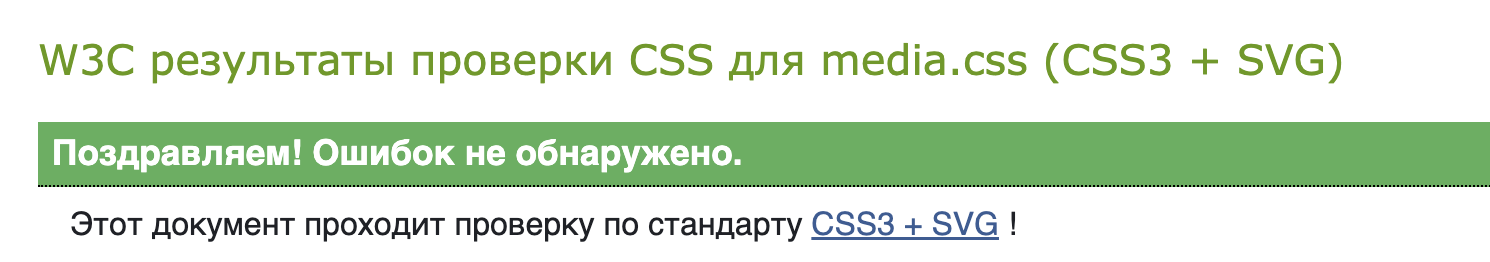 W3C результаты проверки CSS для media.css (CSS3 + SVG)
Поздравляем! Ошибок не обнаружено.
Этот документ проходит проверку по стандарту CSS3 + SVG !